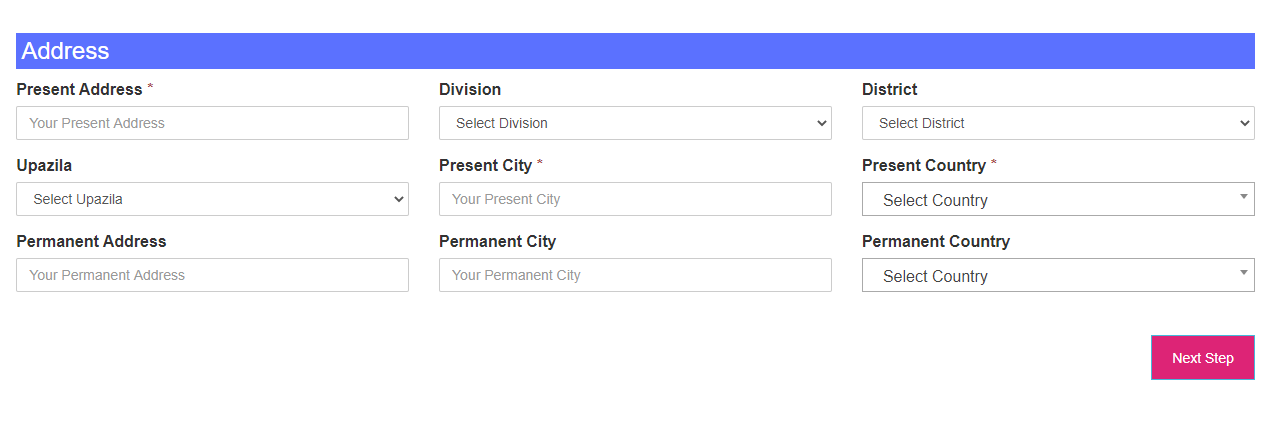 Address
Present Address * Division District
Your Present Address Select Division Select District
Upazila Present City * Present Country *
Select Upazila Your Present City Select Country
Permanent Address Permanent City Permanent Country
Your Permanent Address Your Permanent City Select Country
Next Step